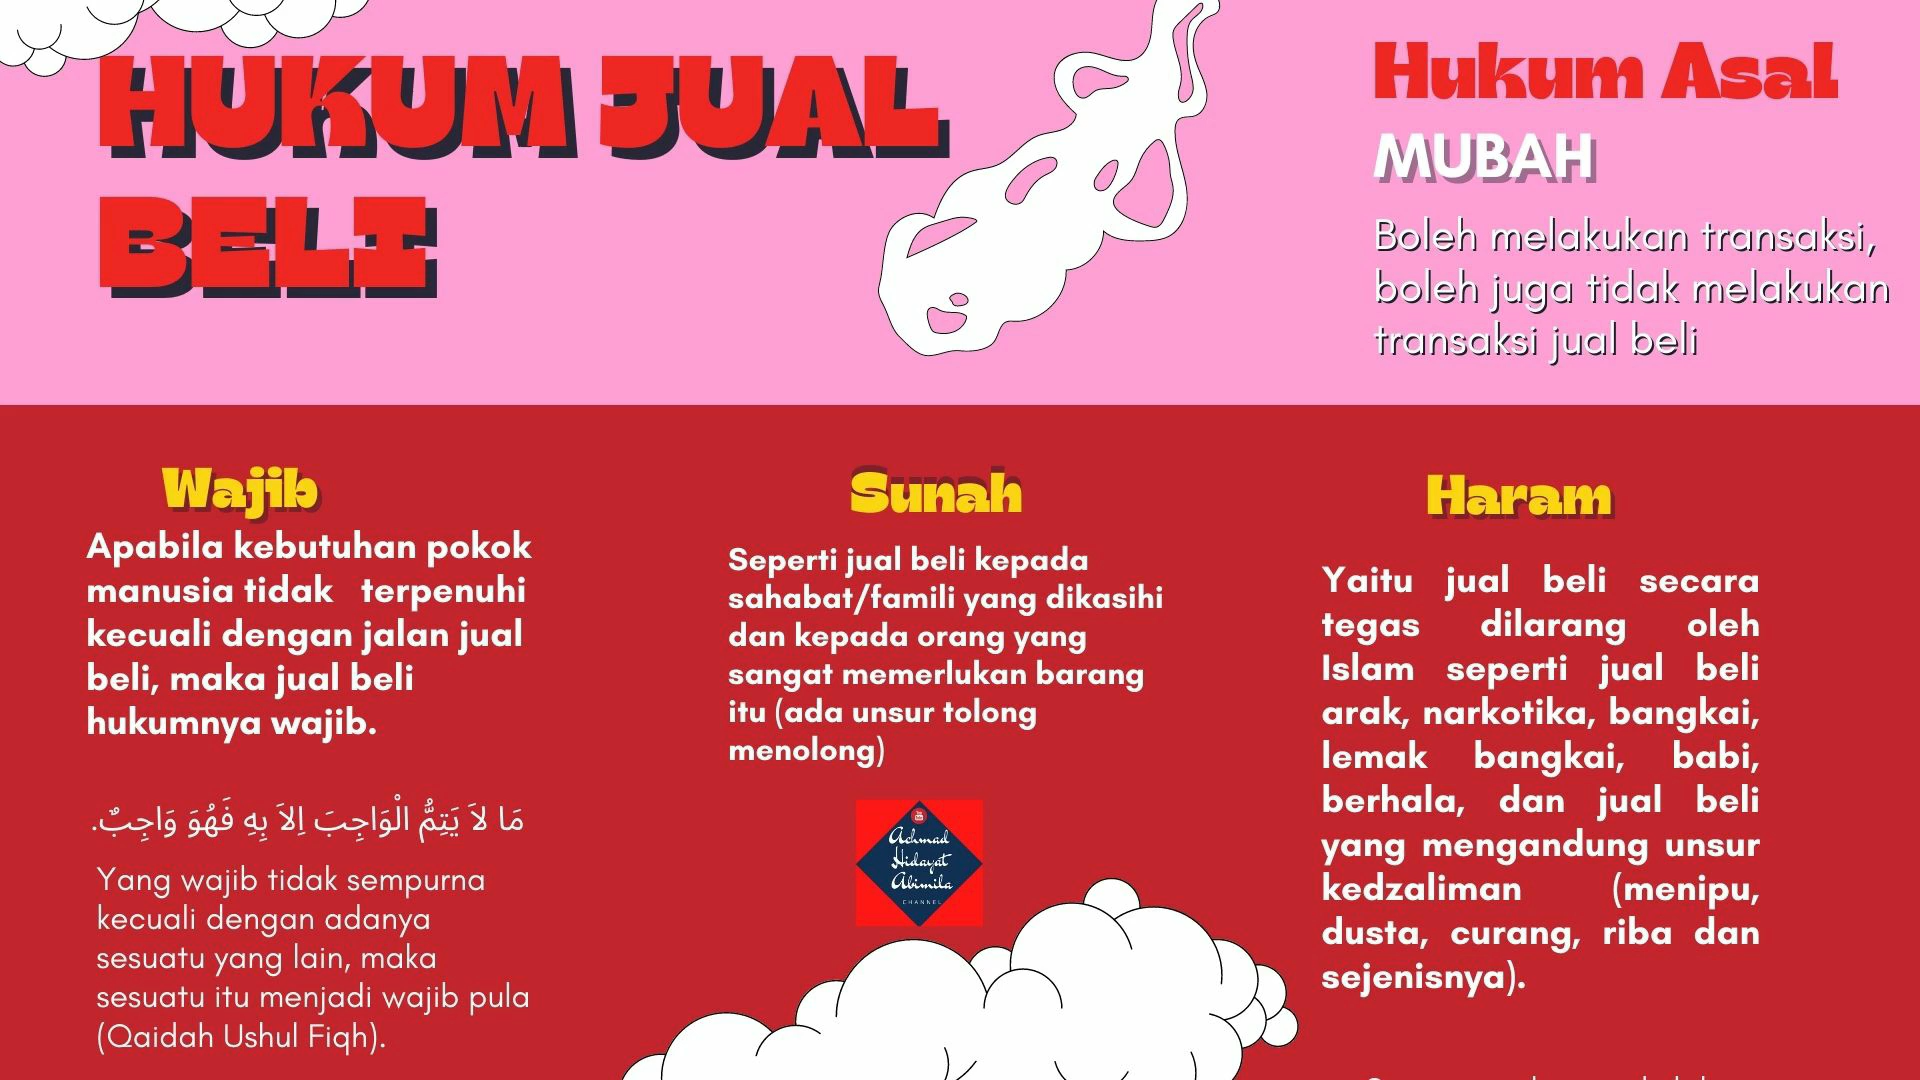 HUKUM JUAL
BELI
Hukum Asal
MUBAH
Boleh melakukan transaksi,
boleh juga tidak melakukan
transaksi jual beli
Wajib
Apabila kebutuhan pokok
manusia tidak terpenuhi
kecuali dengan jalan jual
beli, maka jual beli
hukumnya wajib.
مَا لاَ يَتِمُّ الْوَاجِبَ اِلاَ بِهِ فَهُوَ وَاجِبٌ.
Yang wajib tidak sempurna
kecuali dengan adanya
sesuatu yang lain, maka
sesuatu itu menjadi wajib pula
(Qaidah Ushul Fiqh).
Sunah
Seperti jual beli kepada
sahabat/famili yang dikasihi
dan kepada orang yang
sangat memerlukan barang
itu (ada unsur tolong
menolong)
Achmad
Hidayat
Abimila
CHANNEL
Haram
Yaitu jual beli secara
tegas dilarang oleh
Islam seperti jual beli
arak, narkotika, bangkai,
lemak bangkai, babi,
berhala, dan jual beli
yang mengandung unsur
kedzaliman (menipu,
dusta, curang, riba dan
sejenisnya).